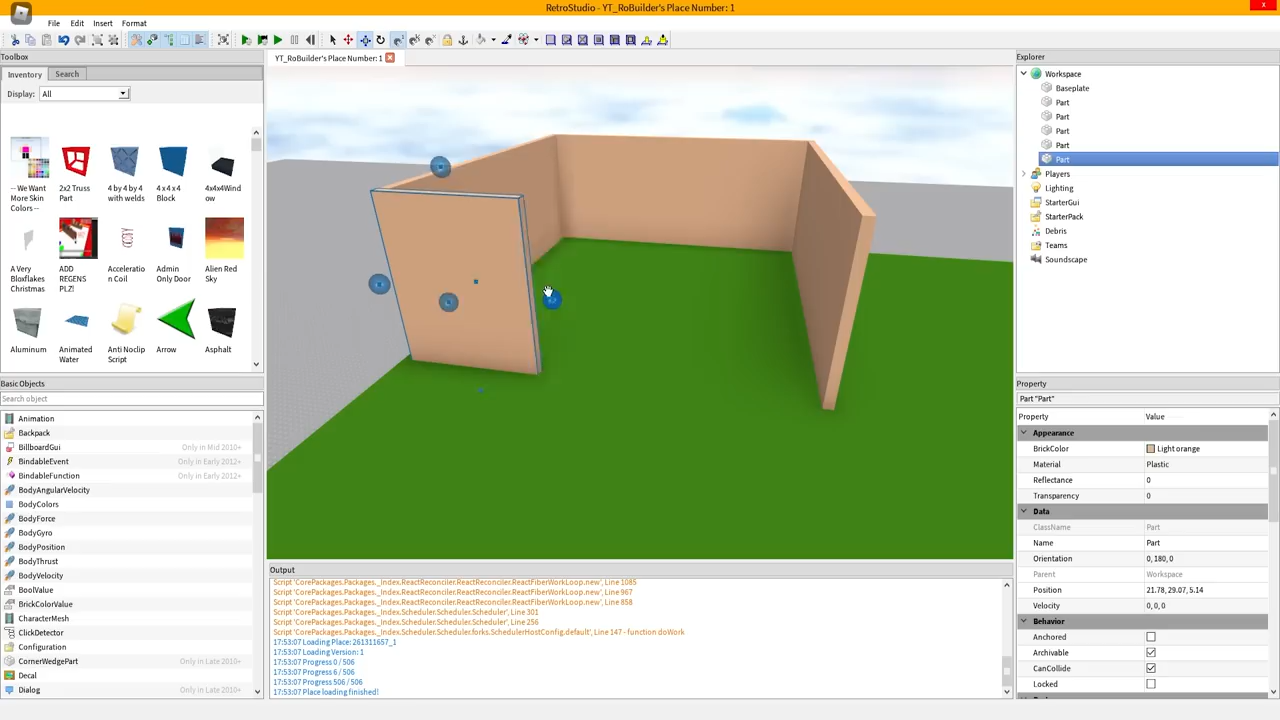 RetroStudio - YT_RoBuilder's Place Number: 1
x
File Edit Insert Format
Toolbox
Inventory Search
Display: All
-- We Want More Skin Colors --
2x2 Truss Part
4 by 4 by 4 with welds
4 x 4 x 4 Block
4x4x4Window
A Very Bloxflakes Christmas
ADD REGENS PLZ!
Acceleration Coil
Admin Only Door
Alien Red Sky
Aluminum
Animated Water
Anti Noclip Script
Arrow
Asphalt
Basic Objects
Search object
Animation
Backpack
BillboardGui Only in Mid 2010+
BindableEvent Only in Early 2012+
BindableFunction Only in Early 2012+
BodyAngularVelocity
BodyColors
BodyForce
BodyGyro
BodyPosition
BodyThrust
BodyVelocity
BoolValue
BrickColorValue
CharacterMesh
ClickDetector
Configuration
CornerWedgePart Only in Late 2010+
Decal
Dialog Only in Late 2010+
YT_RoBuilder's Place Number: 1
Output
Script 'CorePackages.Packages._Index.ReactReconciler.ReactFiberWorkLoop.new', Line 1085
Script 'CorePackages.Packages._Index.ReactReconciler.ReactFiberWorkLoop.new', Line 967
Script 'CorePackages.Packages._Index.ReactReconciler.ReactFiberWorkLoop.new', Line 858
Script 'CorePackages.Packages._Index.Scheduler.Scheduler.Scheduler', Line 301
Script 'CorePackages.Packages._Index.Scheduler.Scheduler.Scheduler', Line 256
Script 'CorePackages.Packages._Index.Scheduler.Scheduler.forks.SchedulerHostConfig.default', Line 147 - function doWork
17:53:07 Loading Place: 261311657_1
17:53:07 Loading Version: 1
17:53:07 Progress 0 / 506
17:53:07 Progress 6 / 506
17:53:07 Progress 506 / 506
17:53:07 Place loading finished!
Explorer
Workspace
Baseplate
Part
Part
Part
Part
Part
Players
Lighting
StarterGui
StarterPack
Debris
Teams
Soundscape
Property
Part "Part"
Property Value
Appearance
BrickColor Light orange
Material Plastic
Reflectance 0
Transparency 0
Data
ClassName Part
Name Part
Orientation 0, 180, 0
Parent Workspace
Position 21.78, 29.07, 5.14
Velocity 0, 0, 0
Behavior
Anchored
Archivable
CanCollide
Locked